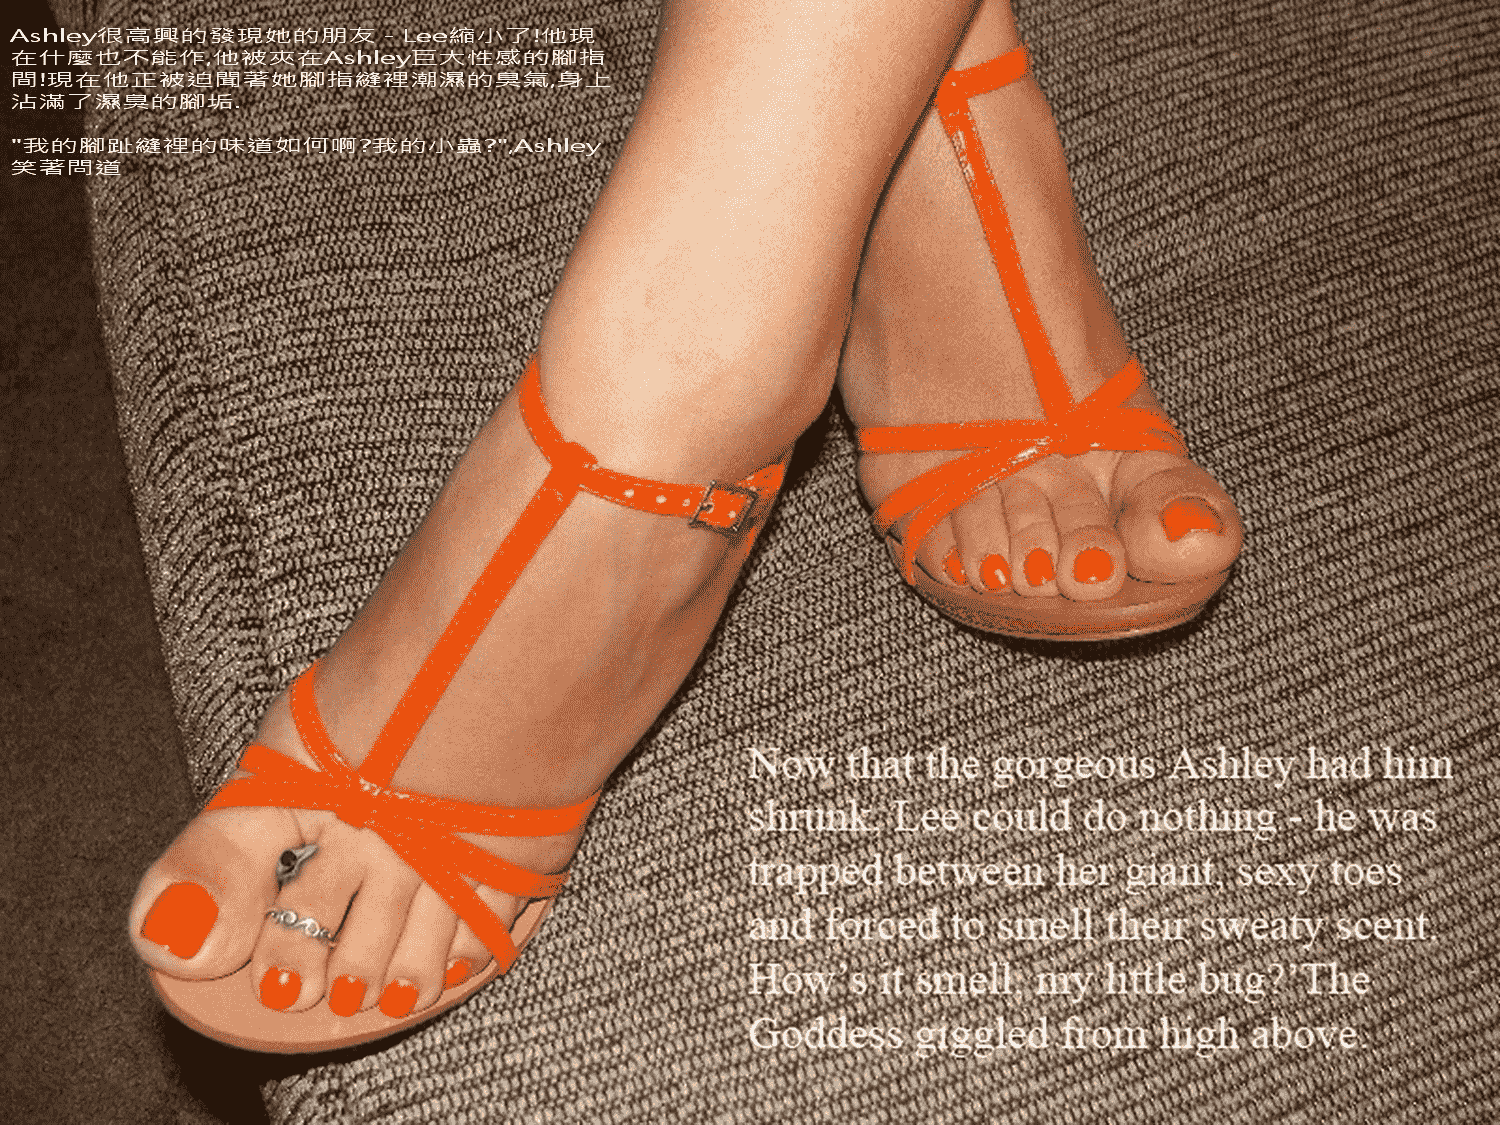 Ashley很高興的發現她的朋友 - Lee縮小了!他現
在什麼也不能作,他被夾在Ashley巨大性感的腳指
間!現在他正被迫聞著她腳指縫裡潮濕的臭氣,身上
沾滿了濕臭的腳垢.
"我的腳趾縫裡的味道如何啊?我的小蟲?",Ashley
笑著問道
Now that the gorgeous Ashley had him
shrunk, Lee could do nothing - he was
trapped between her giant, sexy toes
and forced to smell their sweaty scent.
How's it smell, my little bug?' The
Goddess giggled from high above.